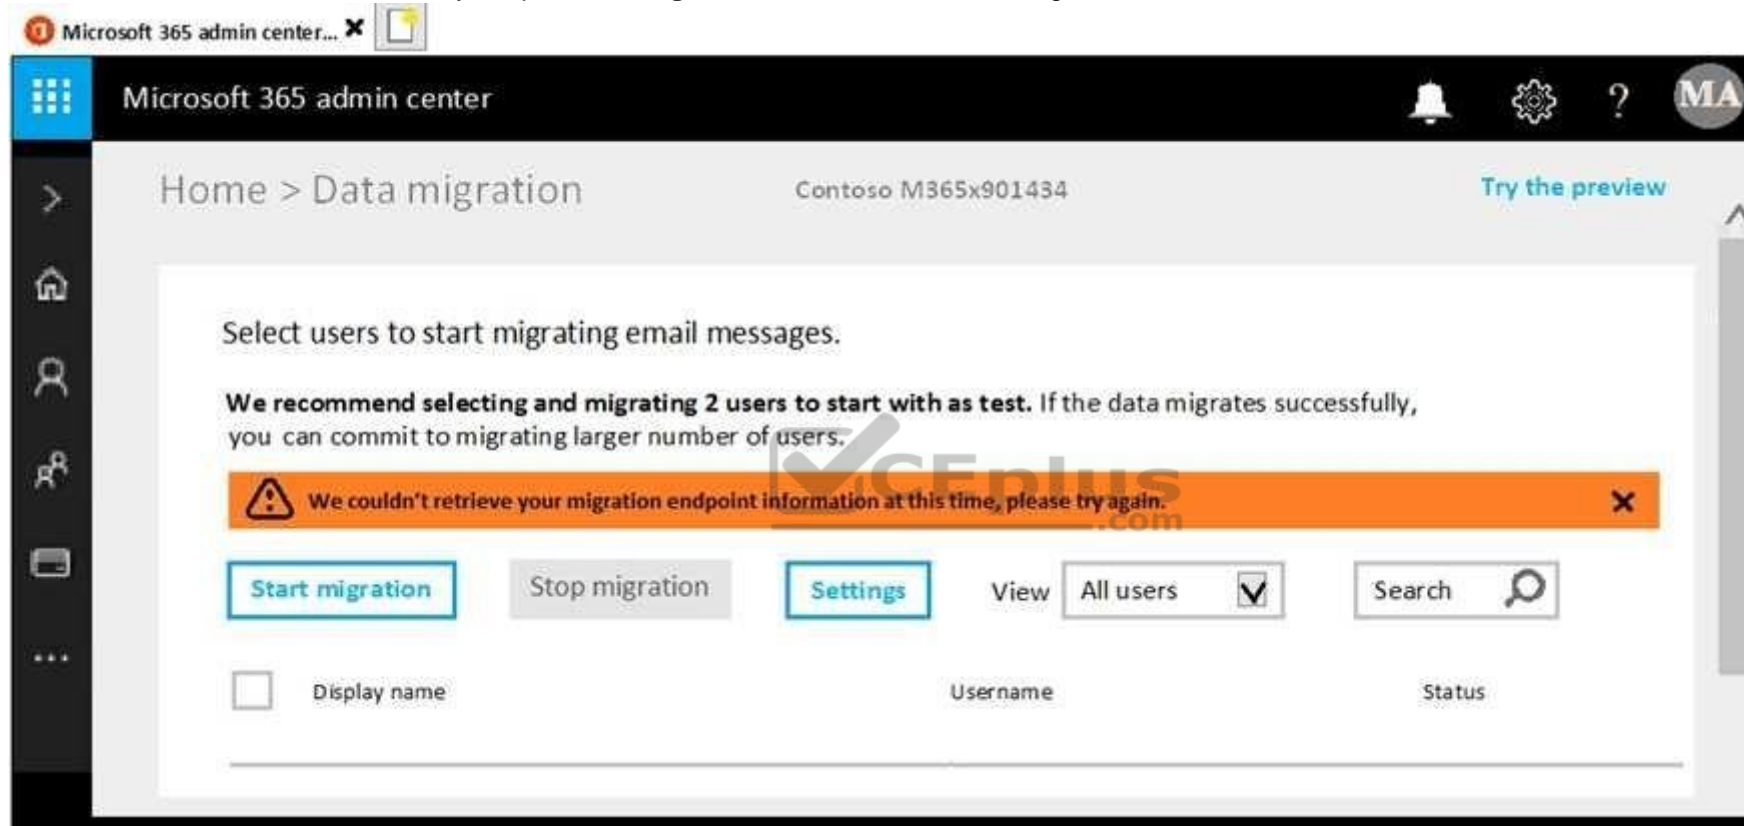 Microsoft 365 admin center...
Microsoft 365 admin center
?
MA
Home > Data migration
Contoso M365x901434
Try the preview
Select users to start migrating email messages.
We recommend selecting and migrating 2 users to start with as test. If the data migrates successfully,
you can commit to migrating larger number of users.
VCEplus
.com
We couldn't retrieve your migration endpoint information at this time, please try again.
Start migration
Stop migration
Settings
View
All users
Search
Display name
Username
Status